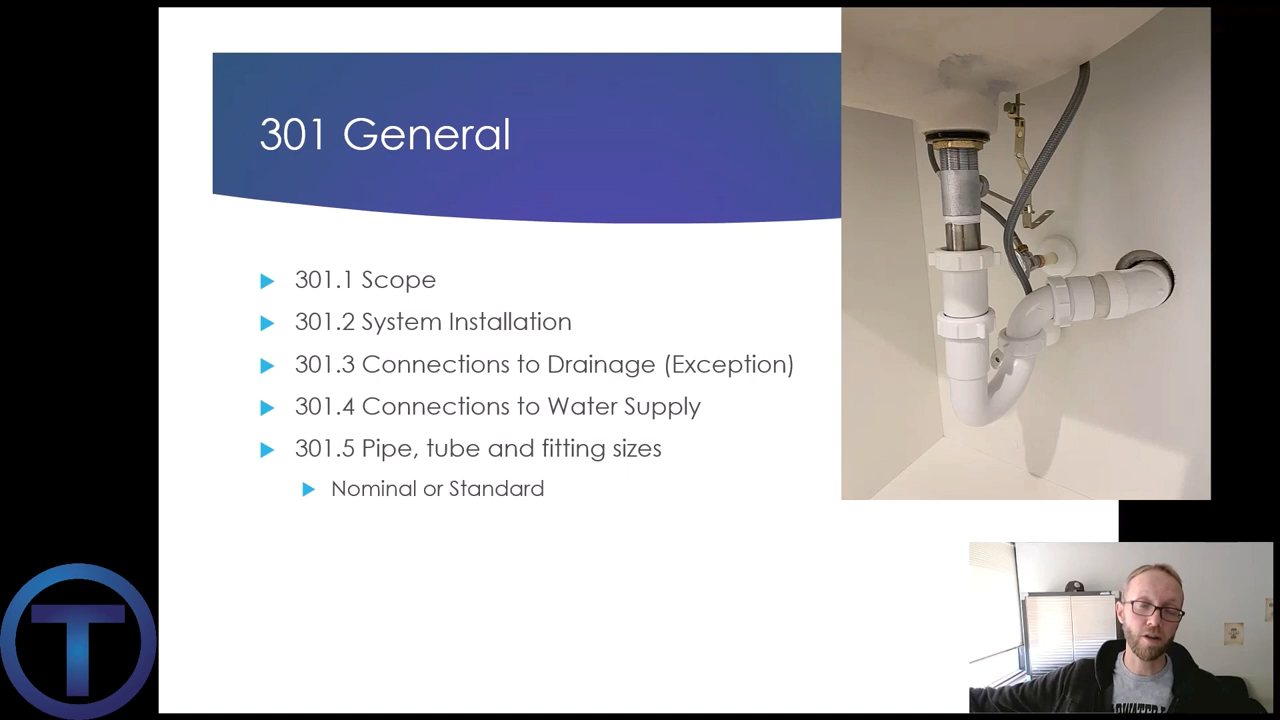 301 General
301.1 Scope
301.2 System Installation
301.3 Connections to Drainage (Exception)
301.4 Connections to Water Supply
301.5 Pipe, tube and fitting sizes
Nominal or Standard
T